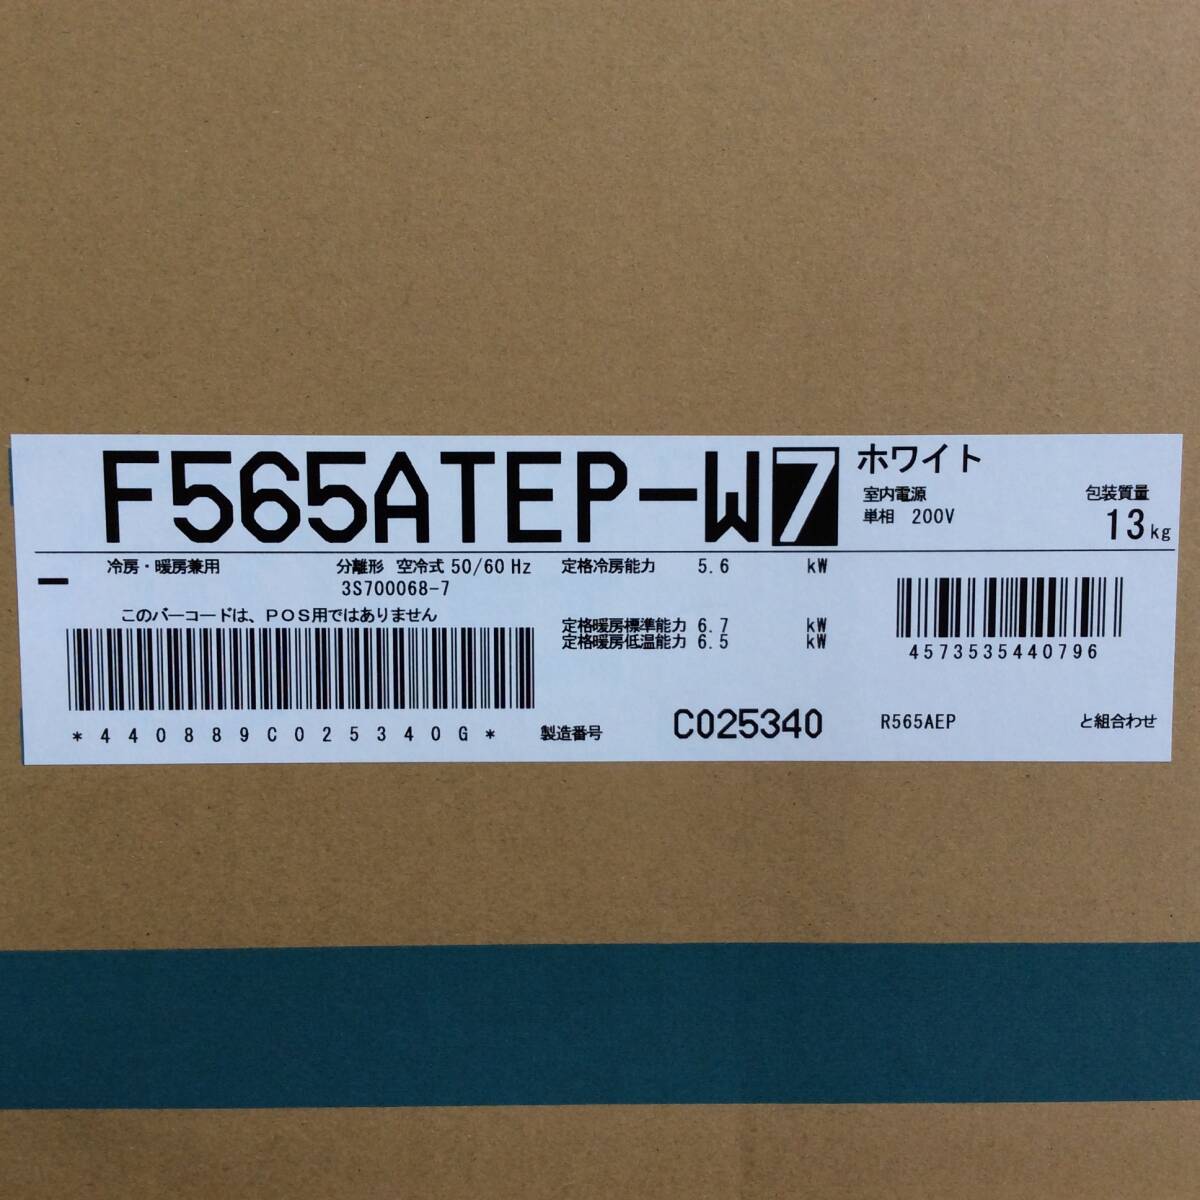 F565ATEP-W7 ホワイト
室内電源
単相 200V
包装質量
13kg
冷房・暖房兼用 分離形 空冷式 50/60Hz
3S700068-7
このバーコードは、POS用ではありません
*440889C025340G*
定格冷房能力 5.6 kW
定格暖房標準能力 6.7 kW
定格暖房低温能力 6.5 kW
製造番号 C025340
4573535440796
R565AEP と組合わせ